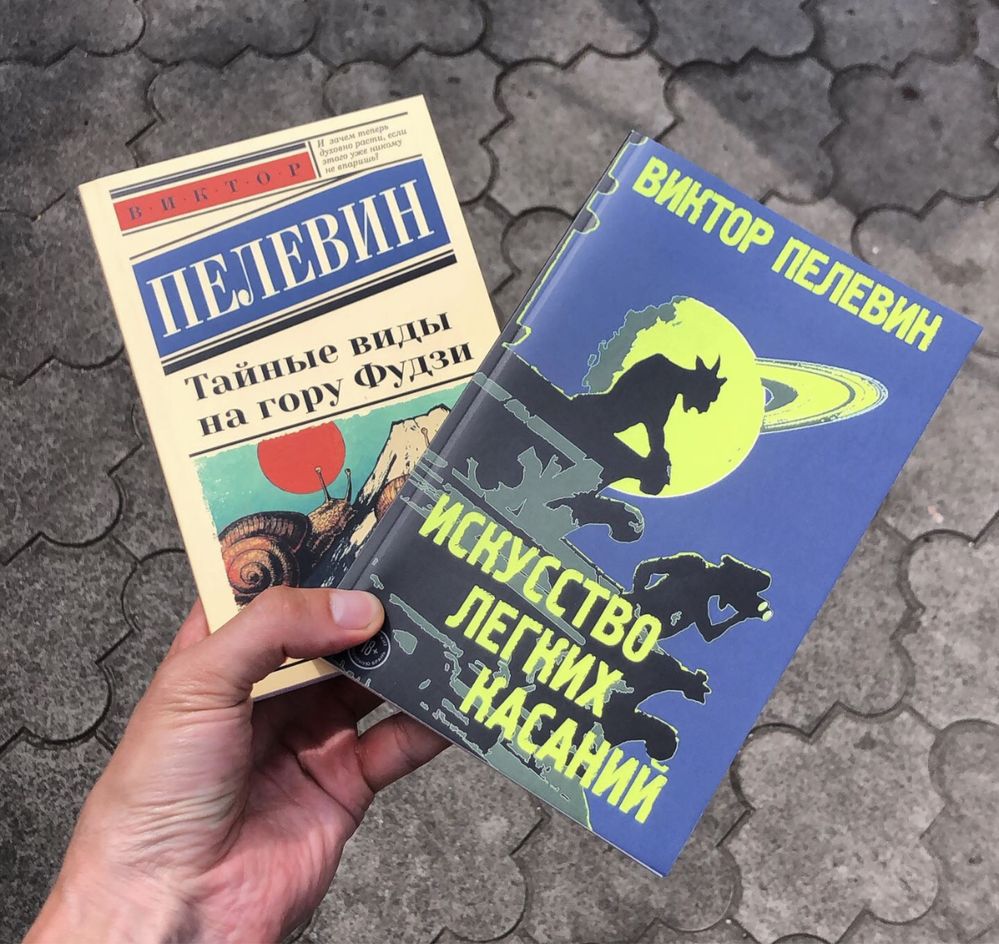 В·И·К·Т·О·Р
И зачем теперь
духовно расти, если
этого уже никому
не впаришь?
ПЕЛЕВИН
Тайные виды
на гору Фудзи
ВИКТОР ПЕЛЕВИН
ИСКУССТВО
ЛЕГКИХ
КАСАНИЙ
18+